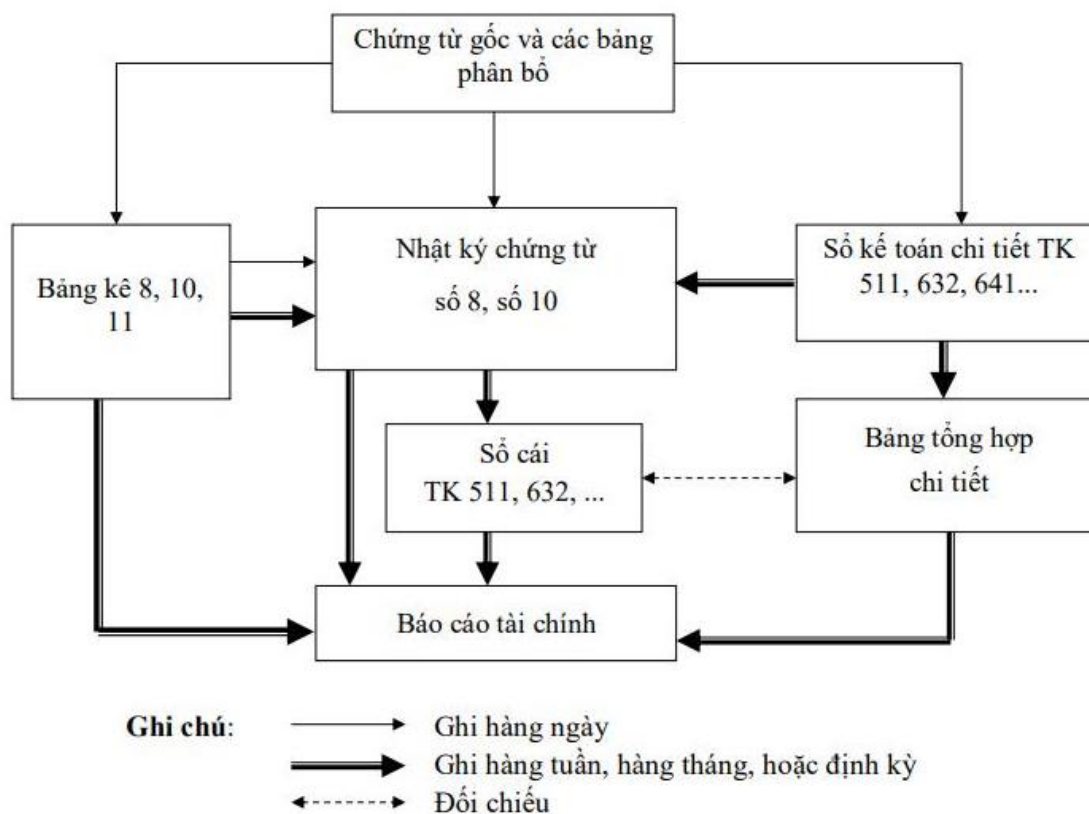 Chứng từ gốc và các bảng
phân bổ
Bảng kê 8, 10,
11
Nhật ký chứng từ
số 8, số 10
Sổ kế toán chi tiết TK
511, 632, 641...
Sổ cái
TK 511, 632, ...
Bảng tổng hợp
chi tiết
Báo cáo tài chính
Ghi chú:
Ghi hàng ngày
Ghi hàng tuần, hàng tháng, hoặc định kỳ
Đối chiếu